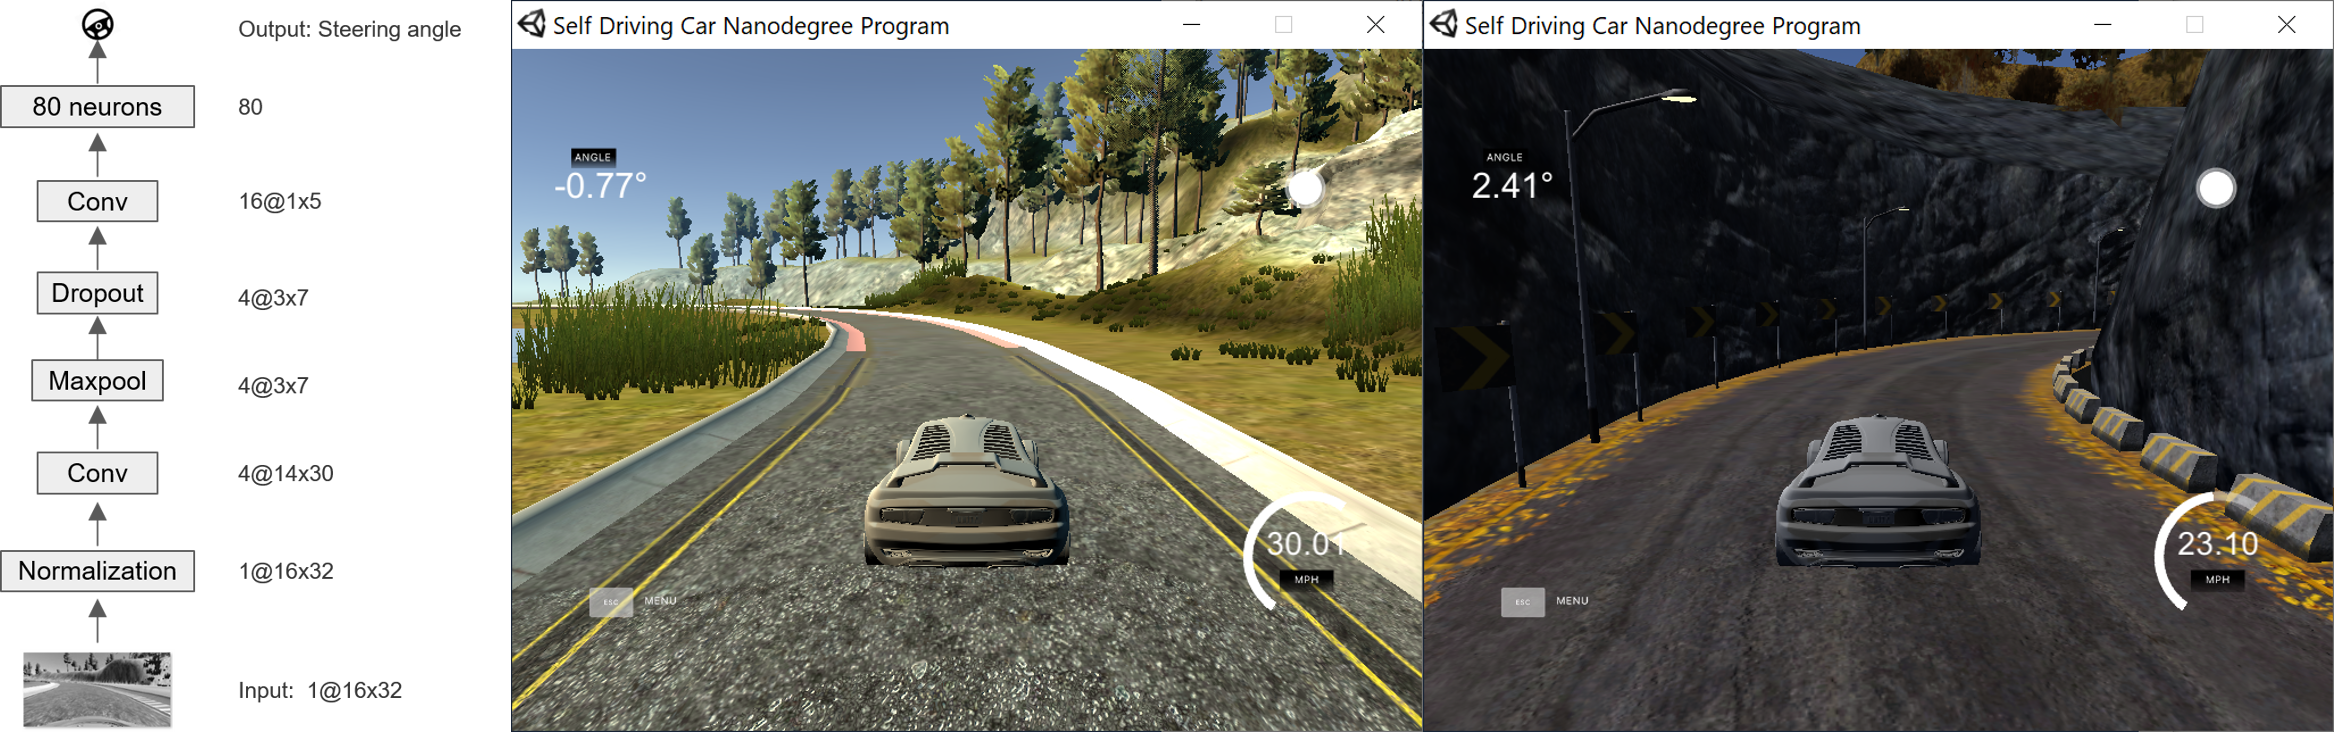 Output: Steering angle
80 neurons 80
Conv 16@1x5
Dropout 4@3x7
Maxpool 4@3x7
Conv 4@14x30
Normalization 1@16x32
Input: 1@16x32
Self Driving Car Nanodegree Program
ANGLE
-0.77°
30.01
MPH
ESC MENU
Self Driving Car Nanodegree Program
ANGLE
2.41°
23.10
MPH
ESC MENU